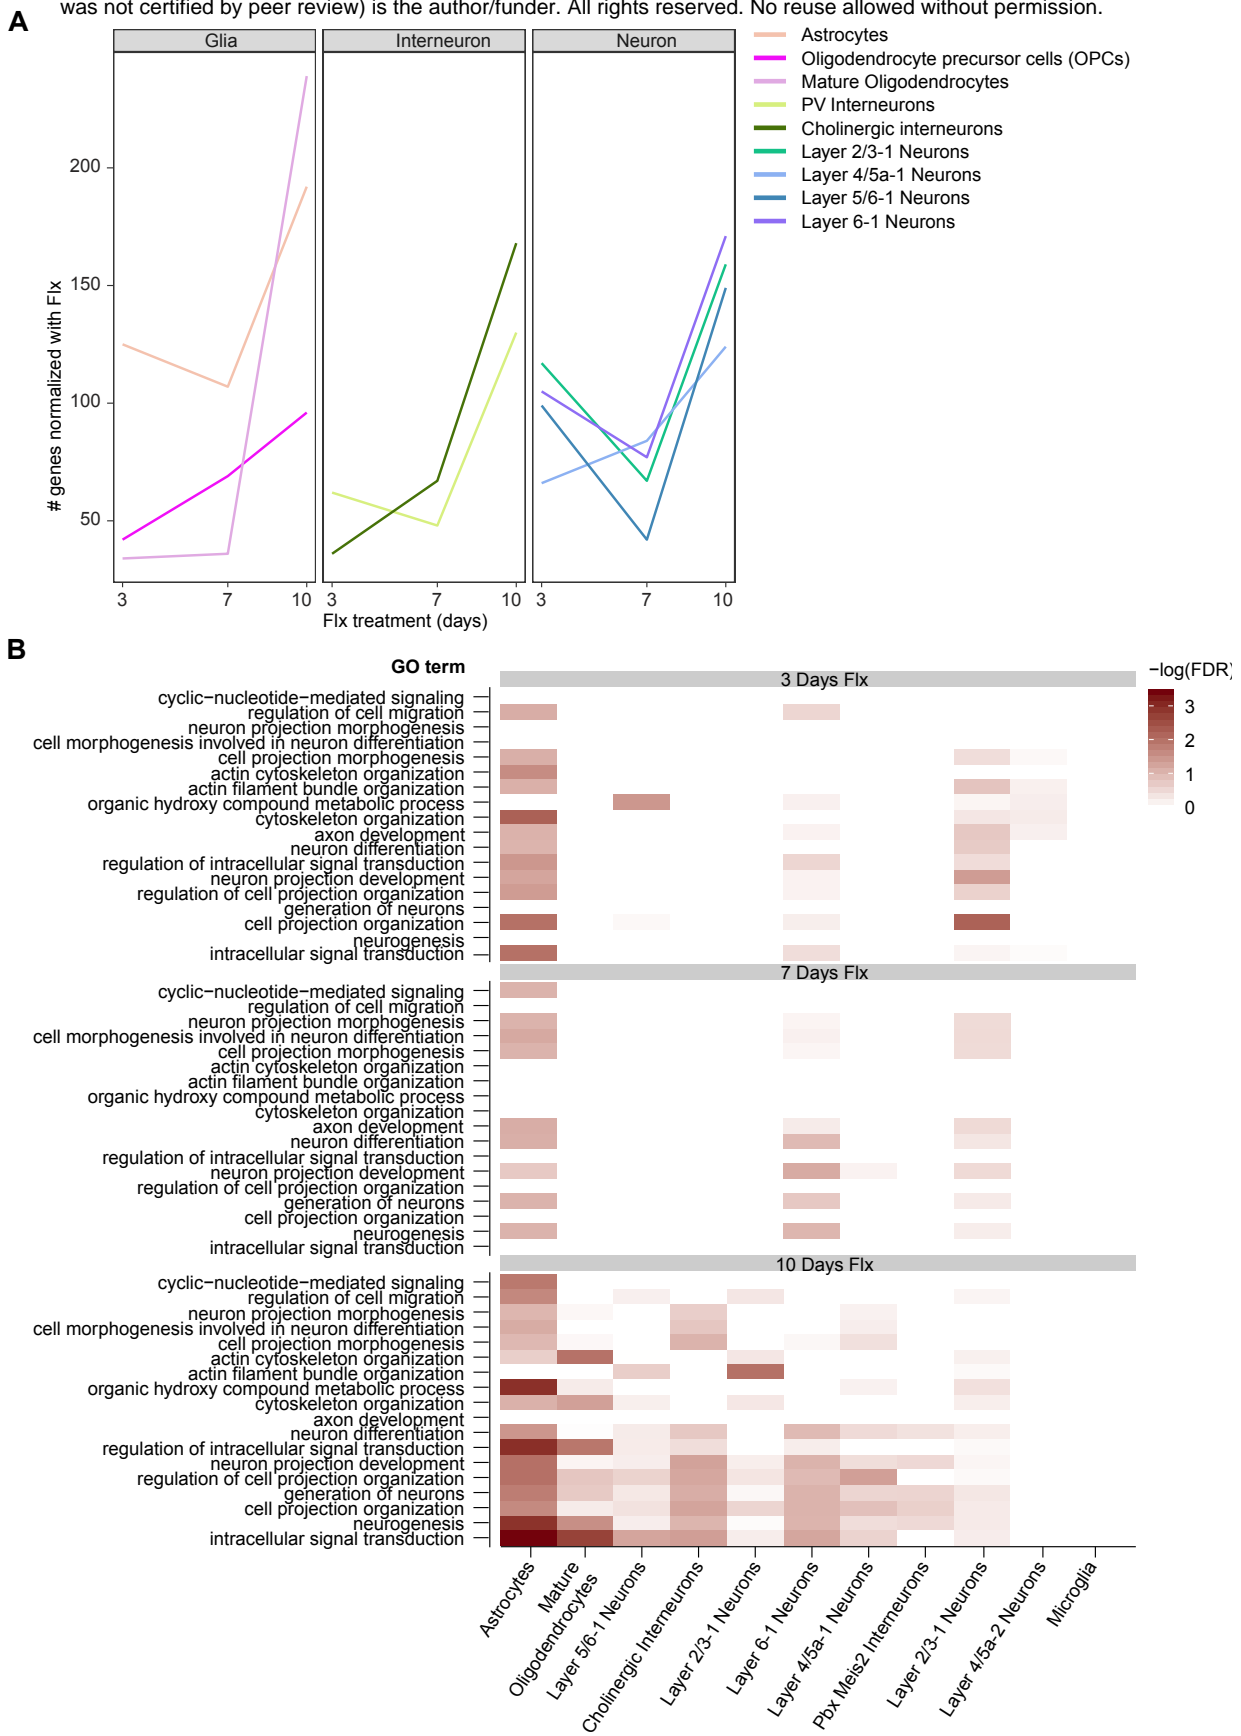 was not certified by peer review) is the author/funder. All rights reserved. No reuse allowed without permission.
A
Glia
Interneuron
Neuron
Astrocytes
Oligodendrocyte precursor cells (OPCs)
Mature Oligodendrocytes
PV Interneurons
Cholinergic interneurons
Layer 2/3-1 Neurons
Layer 4/5a-1 Neurons
Layer 5/6-1 Neurons
Layer 6-1 Neurons
# genes normalized with Flx
200
150
100
50
3 7 10 3 7 10 3 7 10
Flx treatment (days)
B
GO term
−log(FDR)
3
2
1
0
3 Days Flx
cyclic−nucleotide−mediated signaling
regulation of cell migration
neuron projection morphogenesis
cell morphogenesis involved in neuron differentiation
cell projection morphogenesis
actin cytoskeleton organization
actin filament bundle organization
organic hydroxy compound metabolic process
cytoskeleton organization
axon development
neuron differentiation
regulation of intracellular signal transduction
neuron projection development
regulation of cell projection organization
generation of neurons
cell projection organization
neurogenesis
intracellular signal transduction
7 Days Flx
cyclic−nucleotide−mediated signaling
regulation of cell migration
neuron projection morphogenesis
cell morphogenesis involved in neuron differentiation
cell projection morphogenesis
actin cytoskeleton organization
actin filament bundle organization
organic hydroxy compound metabolic process
cytoskeleton organization
axon development
neuron differentiation
regulation of intracellular signal transduction
neuron projection development
regulation of cell projection organization
generation of neurons
cell projection organization
neurogenesis
intracellular signal transduction
10 Days Flx
cyclic−nucleotide−mediated signaling
regulation of cell migration
neuron projection morphogenesis
cell morphogenesis involved in neuron differentiation
cell projection morphogenesis
actin cytoskeleton organization
actin filament bundle organization
organic hydroxy compound metabolic process
cytoskeleton organization
axon development
neuron differentiation
regulation of intracellular signal transduction
neuron projection development
regulation of cell projection organization
generation of neurons
cell projection organization
neurogenesis
intracellular signal transduction
Astrocytes
Mature
Oligodendrocytes
Layer 5/6-1 Neurons
Cholinergic Interneurons
Layer 2/3-1 Neurons
Layer 6-1 Neurons
Layer 4/5a-1 Neurons
Pbx Meis2 Interneurons
Layer 2/3-1 Neurons
Layer 4/5a-2 Neurons
Microglia